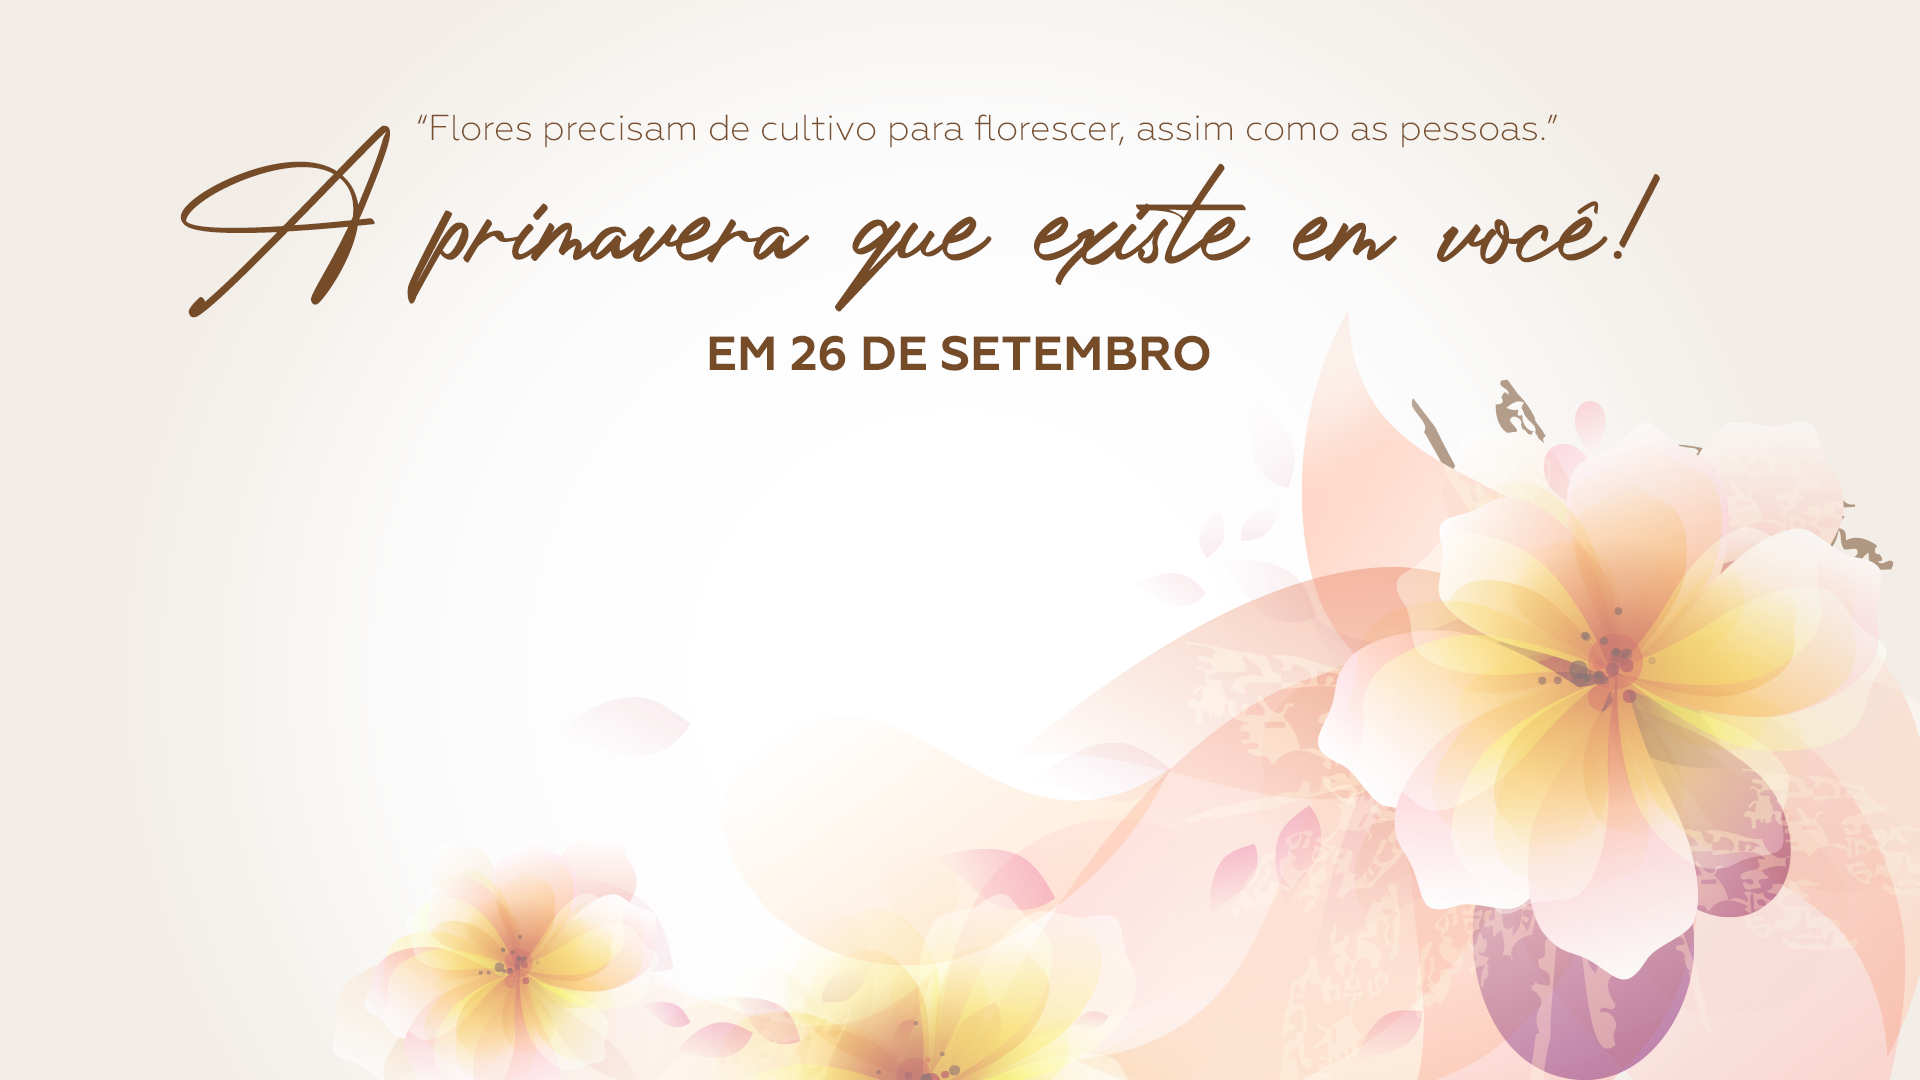 “Flores precisam de cultivo para florescer, assim como as pessoas.”
A primavera que existe em você!
EM 26 DE SETEMBRO